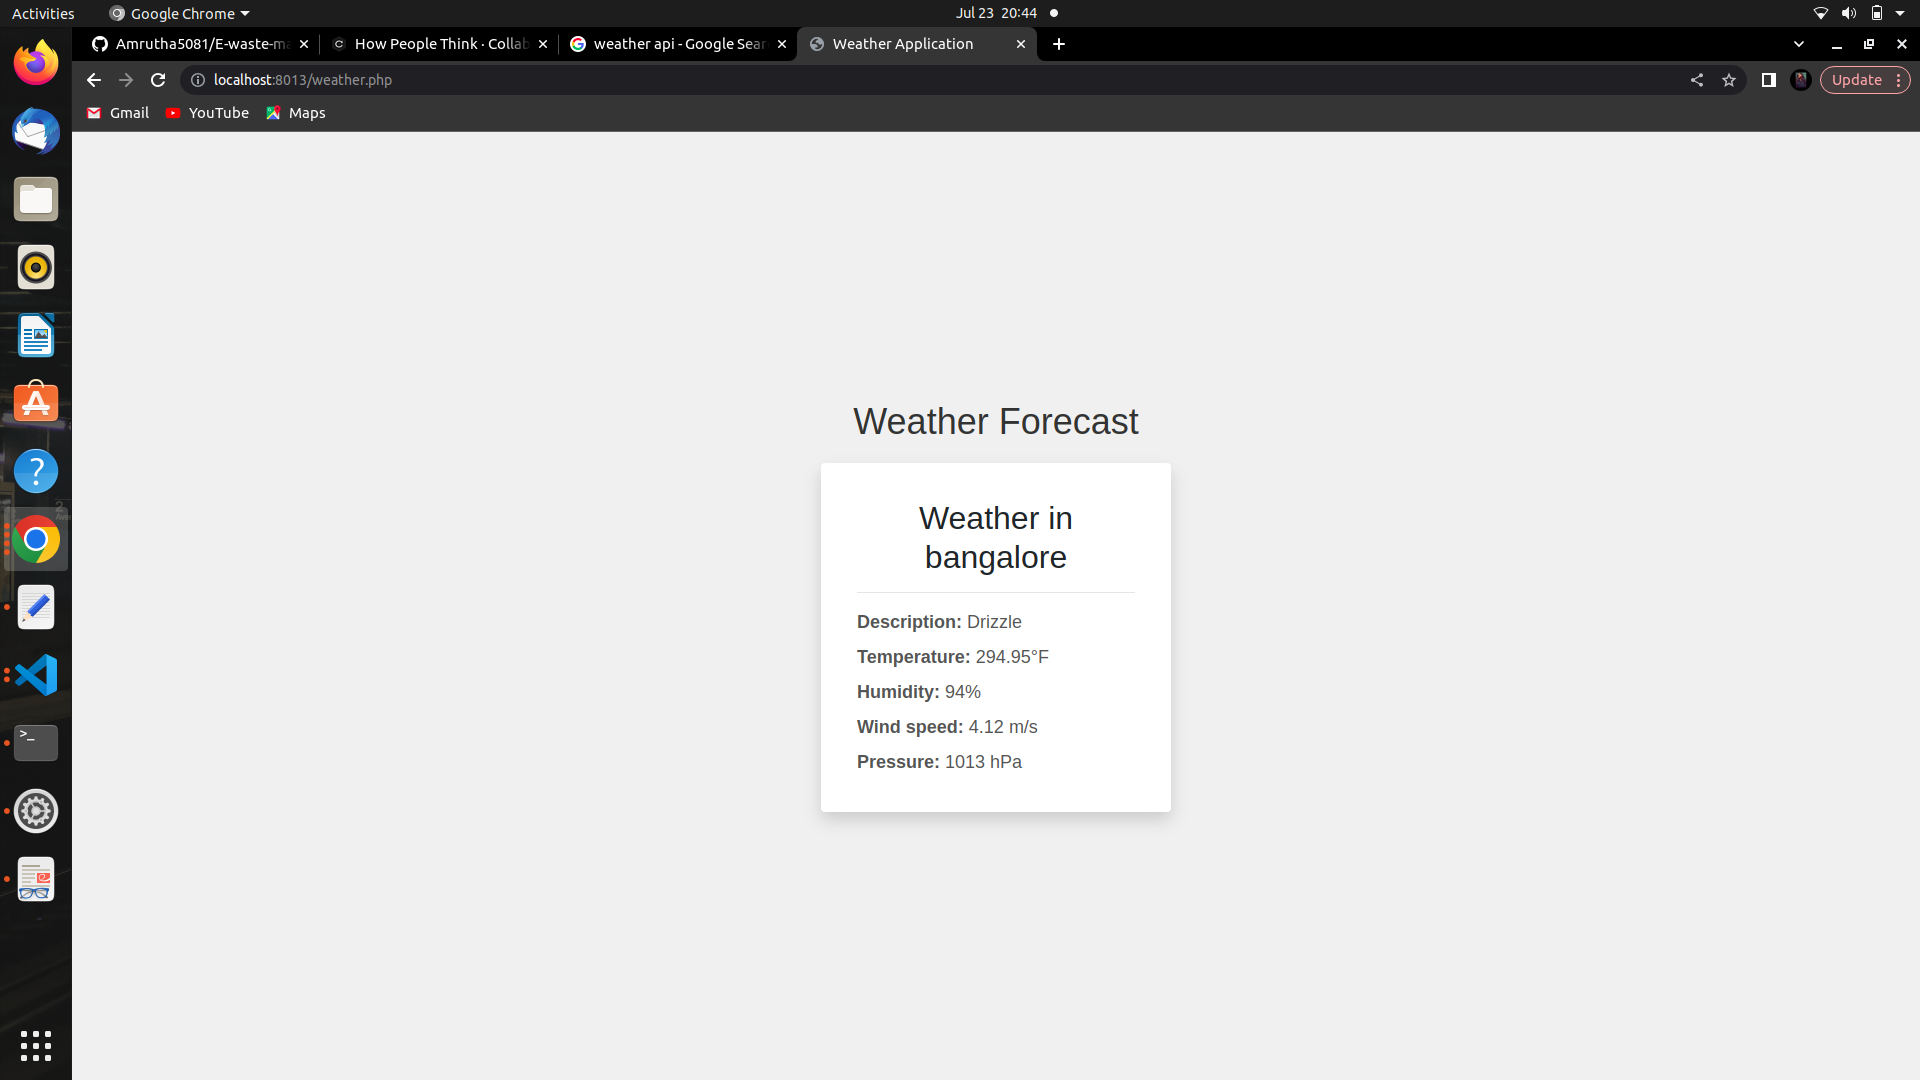 Activities
Google Chrome
Jul 23 20:44
Amrutha5081/E-waste-ma
How People Think · Collab
weather api - Google Sear
Weather Application
localhost:8013/weather.php
Update
Gmail
YouTube
Maps
Weather Forecast
Weather in
bangalore
Description: Drizzle
Temperature: 294.95°F
Humidity: 94%
Wind speed: 4.12 m/s
Pressure: 1013 hPa